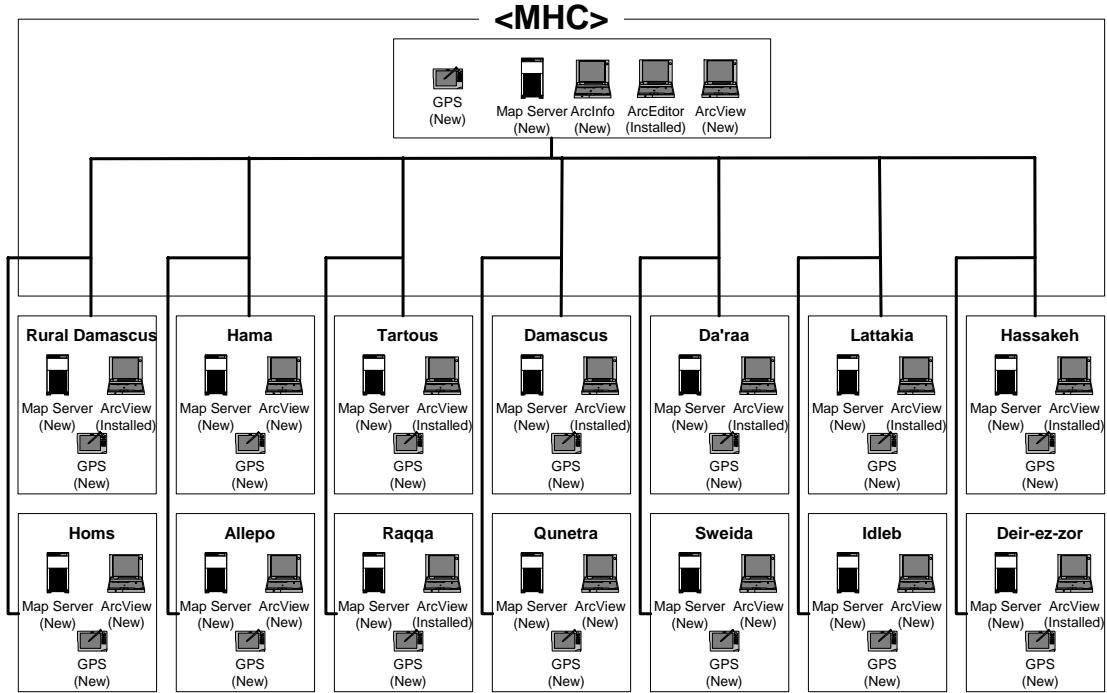 <MHC>
GPS
(New)
Map Server
(New)
ArcInfo
(New)
ArcEditor
(Installed)
ArcView
(New)
Rural Damascus
Map Server
(New)
ArcView
(Installed)
GPS
(New)
Hama
Map Server
(New)
ArcView
(New)
GPS
(New)
Tartous
Map Server
(New)
ArcView
(Installed)
GPS
(New)
Damascus
Map Server
(New)
ArcView
(Installed)
GPS
(New)
Da'raa
Map Server
(New)
ArcView
(Installed)
GPS
(New)
Lattakia
Map Server
(New)
ArcView
(Installed)
GPS
(New)
Hassakeh
Map Server
(New)
ArcView
(Installed)
GPS
(New)
Homs
Map Server
(New)
ArcView
(New)
GPS
(New)
Allepo
Map Server
(New)
ArcView
(New)
GPS
(New)
Raqqa
Map Server
(New)
ArcView
(Installed)
GPS
(New)
Qunetra
Map Server
(New)
ArcView
(New)
GPS
(New)
Sweida
Map Server
(New)
ArcView
(New)
GPS
(New)
Idleb
Map Server
(New)
ArcView
(New)
GPS
(New)
Deir-ez-zor
Map Server
(New)
ArcView
(Installed)
GPS
(New)